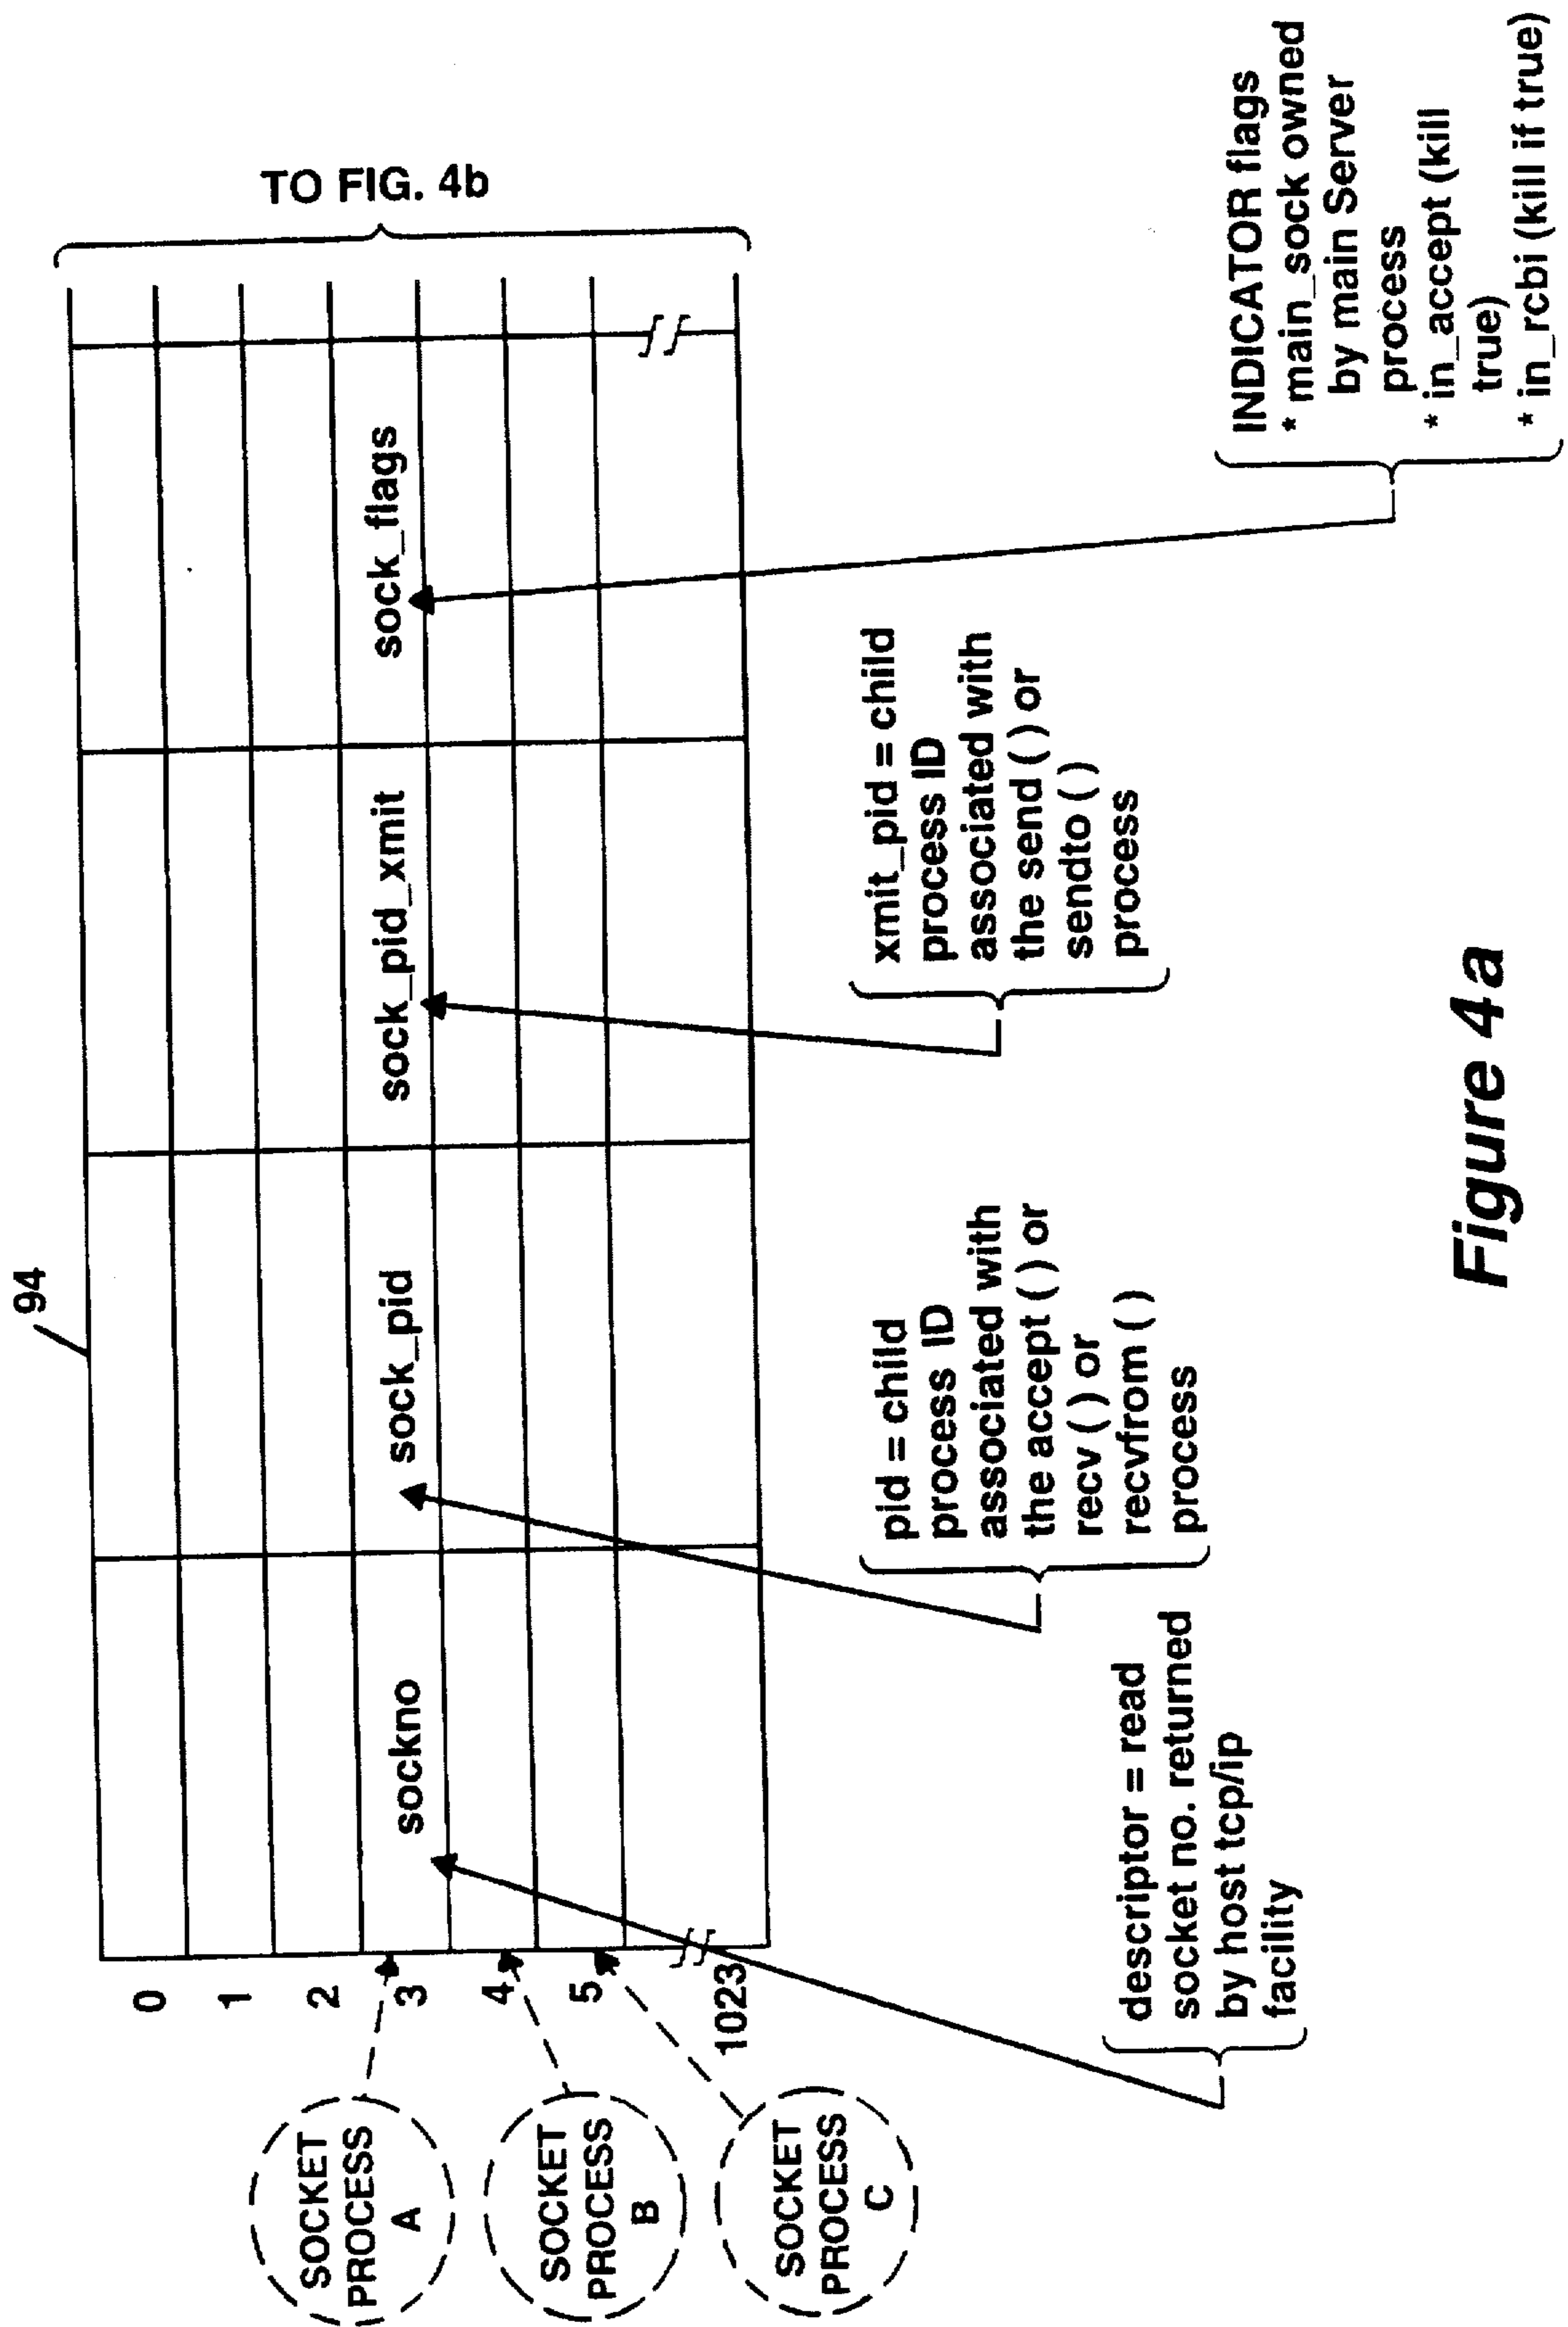 94
TO FIG. 4b
0
1
2
3
4
5
1023
SOCKET
PROCESS
A
SOCKET
PROCESS
B
SOCKET
PROCESS
C
sockno
sock_pid
sock_pid_xmit
sock_flags
descriptor = read
socket no. returned
by host tcp/ip
facility
pid = child
process ID
associated with
the accept ( ) or
recv ( ) or
recvfrom ( )
process
xmit_pid = child
process ID
associated with
the send ( ) or
sendto ( )
process
INDICATOR flags
* main_sock owned
by main Server
process
* in_accept (kill
true)
* in_rcbi (kill if true)
Figure 4a